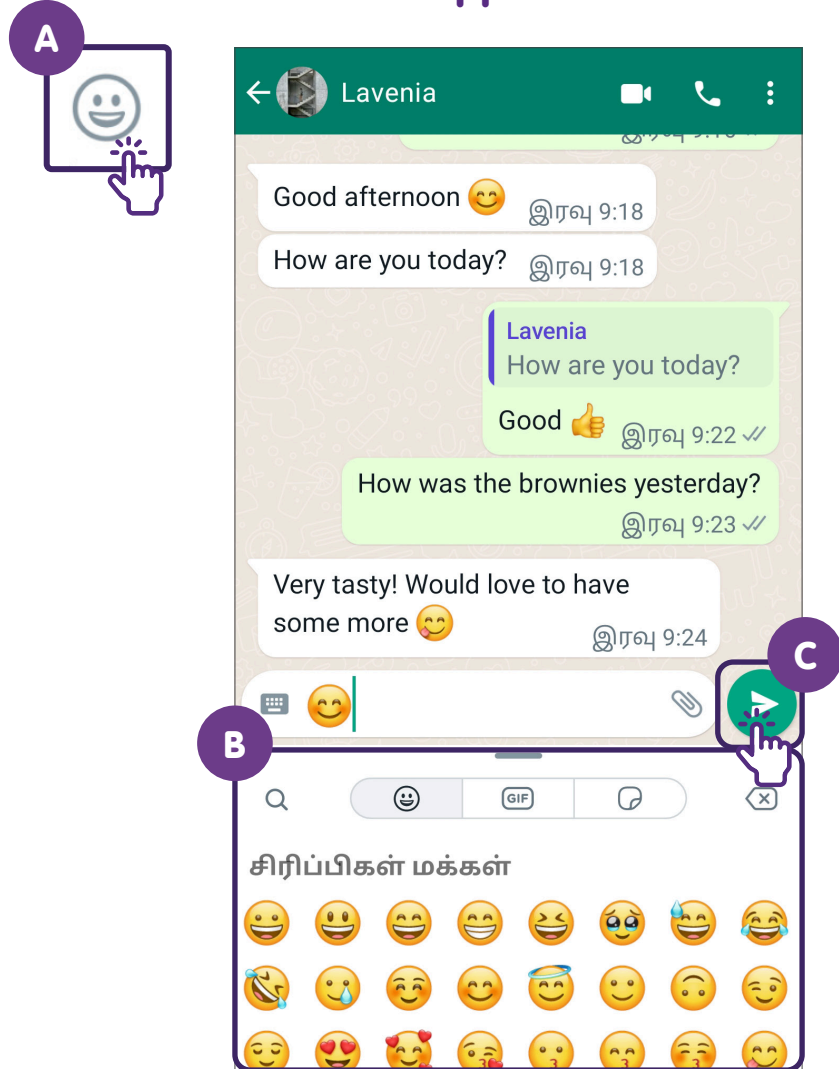 A
Lavenia
Good afternoon 😊 இரவு 9:18
How are you today? இரவு 9:18
Lavenia
How are you today?
Good 👍 இரவு 9:22
How was the brownies yesterday?
இரவு 9:23
Very tasty! Would love to have
some more 😋 இரவு 9:24
C
😊
B
GIF
சிரிப்பிகள் மக்கள்